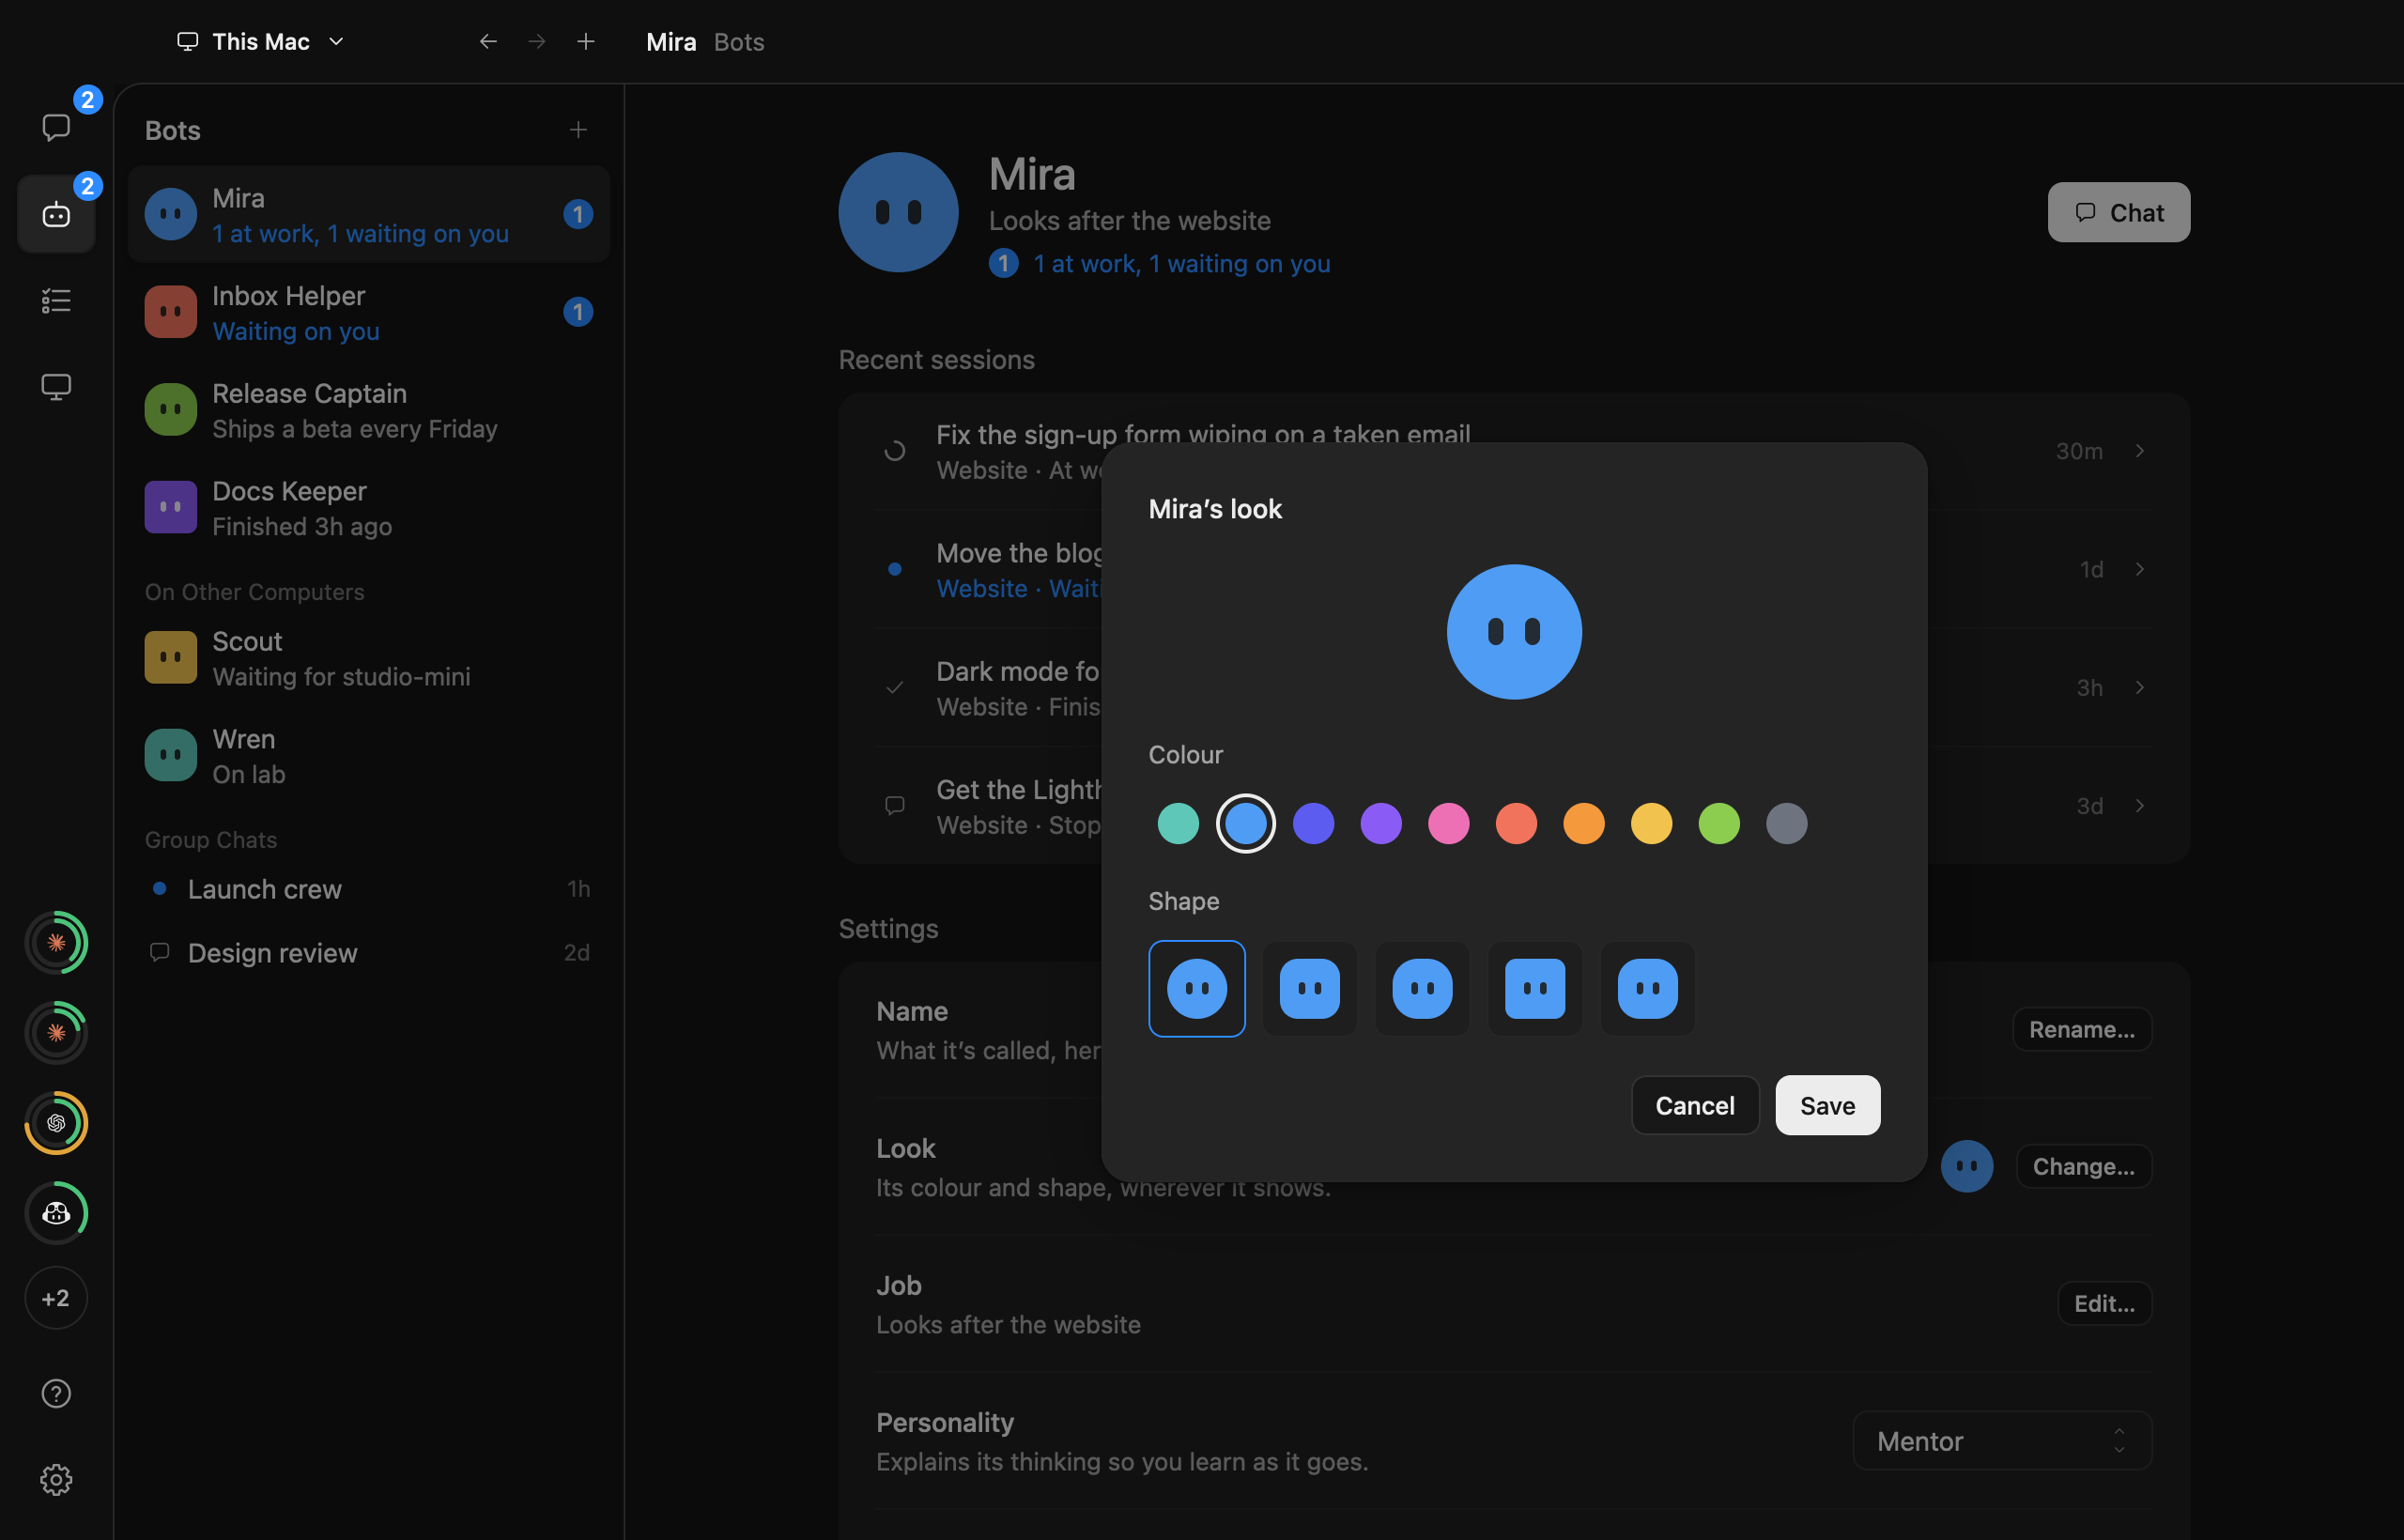 This Mac
Mira Bots
2
2
Bots
Mira
1 at work, 1 waiting on you
1
Inbox Helper
Waiting on you
1
Release Captain
Ships a beta every Friday
Docs Keeper
Finished 3h ago
On Other Computers
Scout
Waiting for studio-mini
Wren
On lab
Group Chats
Launch crew
1h
Design review
2d
+2
Mira
Looks after the website
1 1 at work, 1 waiting on you
Chat
Recent sessions
Fix the sign-up form wiping on a taken email
Website · At
30m
Move the blog
Website ·
1d
Dark mode
Website ·
3h
Get the
Website ·
3d
Mira’s look
Colour
Shape
Cancel
Save
Settings
Name
What it’s called,
Rename...
Look
Its colour and shape, wherever it shows.
Change...
Job
Looks after the website
Edit...
Personality
Explains its thinking so you learn as it goes.
Mentor